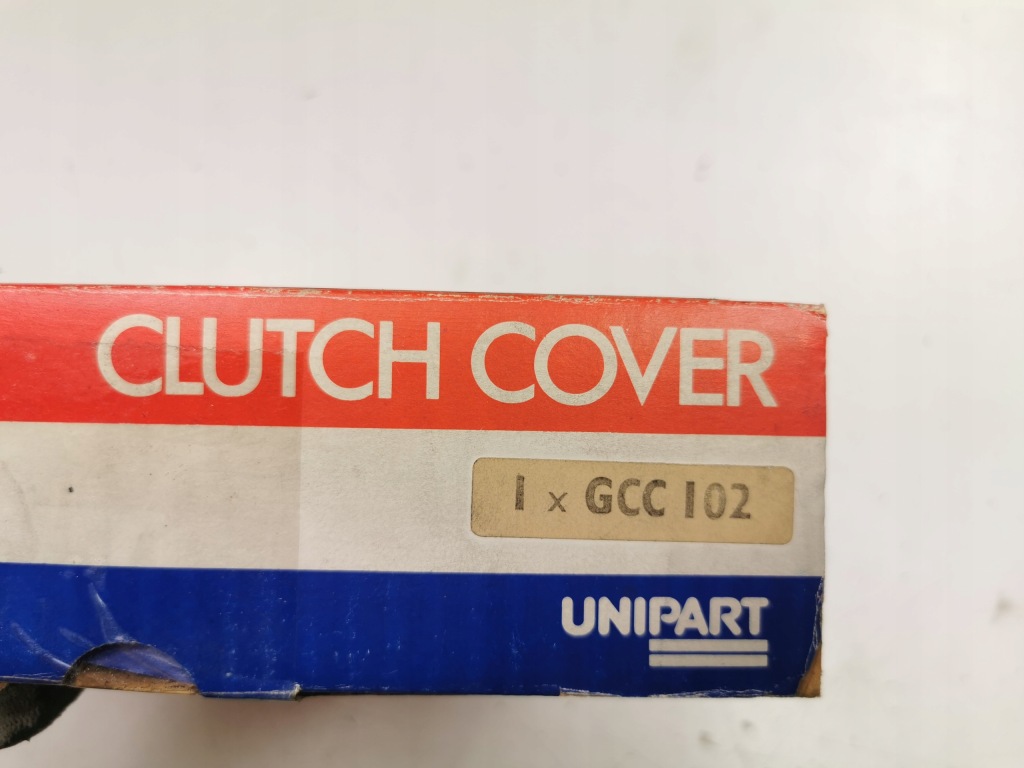 CLUTCH COVER
1 x GCC 102
UNIPART